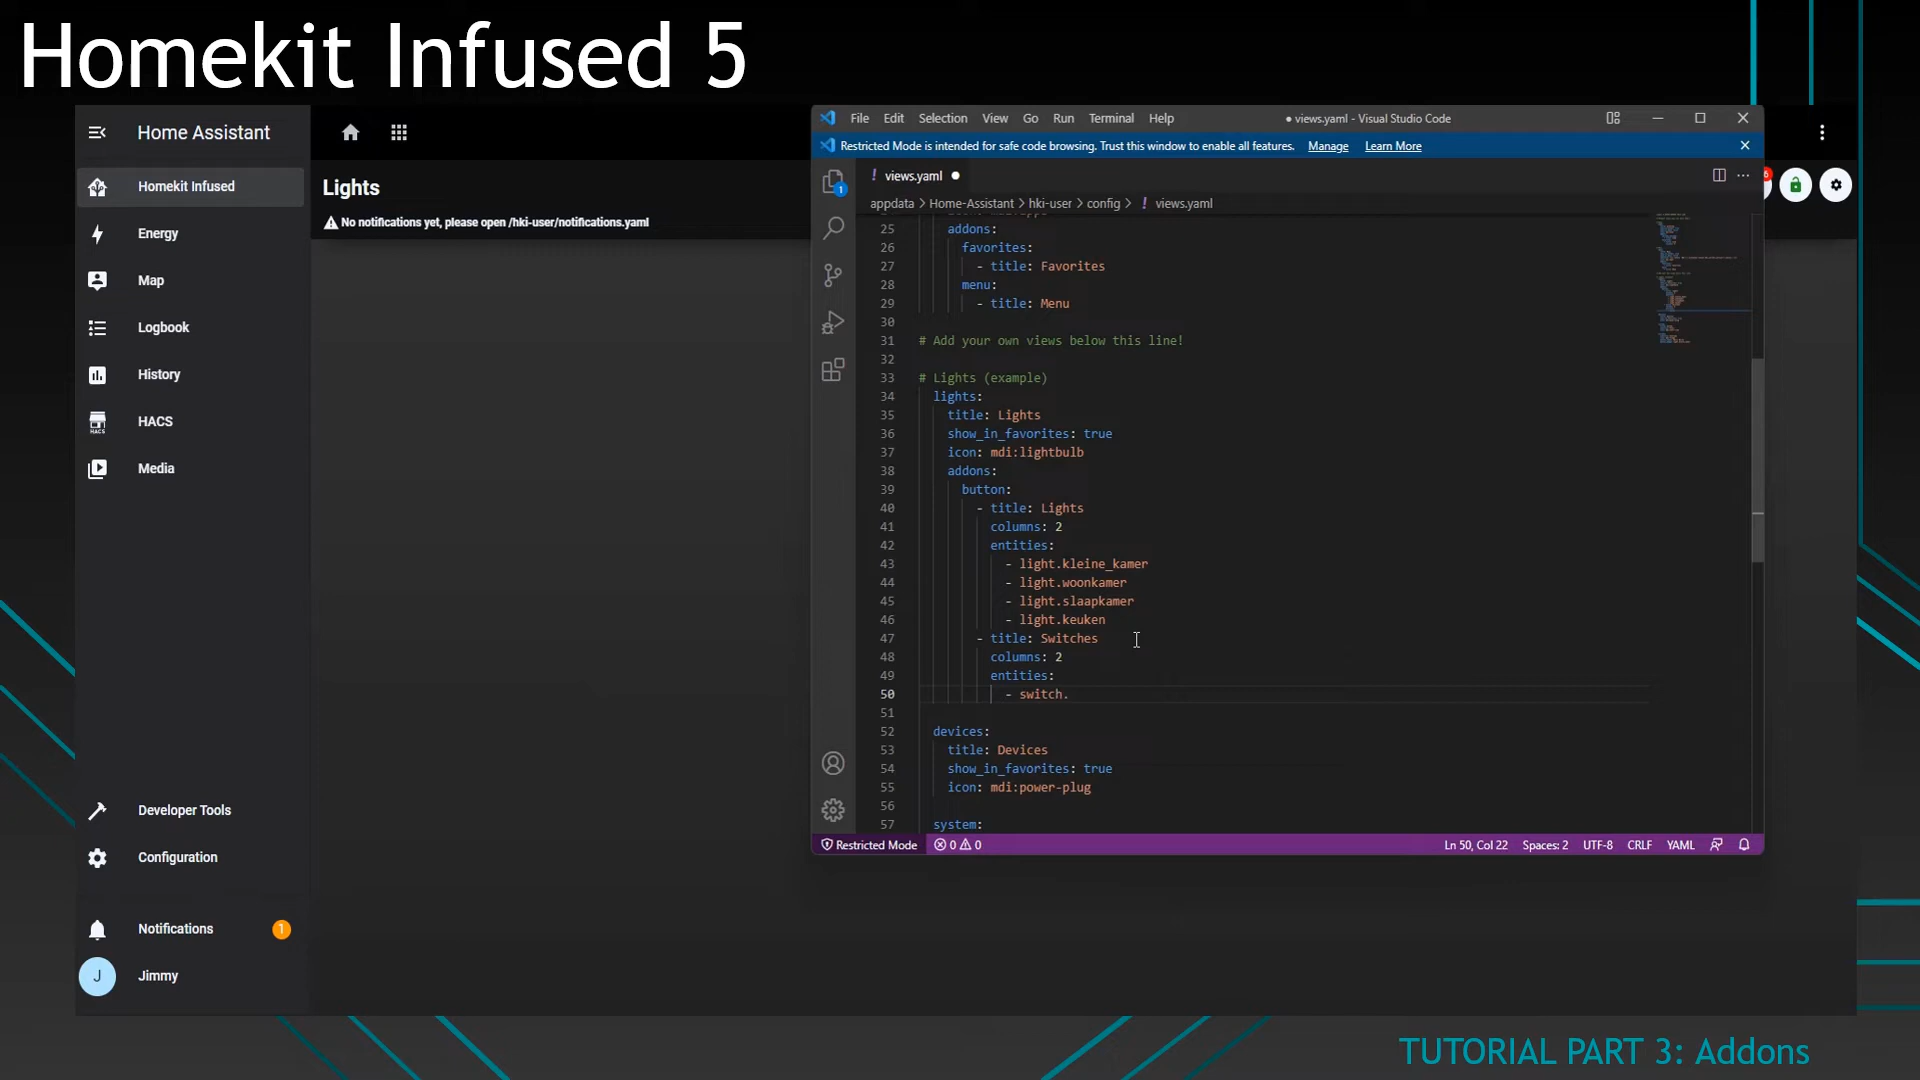 Homekit Infused 5
Home Assistant
Homekit Infused
Energy
Map
Logbook
History
HACS
HACS
Media
Developer Tools
Configuration
Notifications
1
J
Jimmy
Lights
No notifications yet, please open /hki-user/notifications.yaml
File Edit Selection View Go Run Terminal Help
● views.yaml - Visual Studio Code
Restricted Mode is intended for safe code browsing. Trust this window to enable all features. Manage Learn More
1
! views.yaml ●
appdata > Home-Assistant > hki-user > config > ! views.yaml
25 addons:
26 favorites:
27 - title: Favorites
28 menu:
29 - title: Menu
30
31 # Add your own views below this line!
32
33 # Lights (example)
34 lights:
35 title: Lights
36 show_in_favorites: true
37 icon: mdi:lightbulb
38 addons:
39 button:
40 - title: Lights
41 columns: 2
42 entities:
43 - light.kleine_kamer
44 - light.woonkamer
45 - light.slaapkamer
46 - light.keuken
47 - title: Switches
48 columns: 2
49 entities:
50 - switch.
51
52 devices:
53 title: Devices
54 show_in_favorites: true
55 icon: mdi:power-plug
56
57 system:
Restricted Mode 0 0 Ln 50, Col 22 Spaces: 2 UTF-8 CRLF YAML
TUTORIAL PART 3: Addons